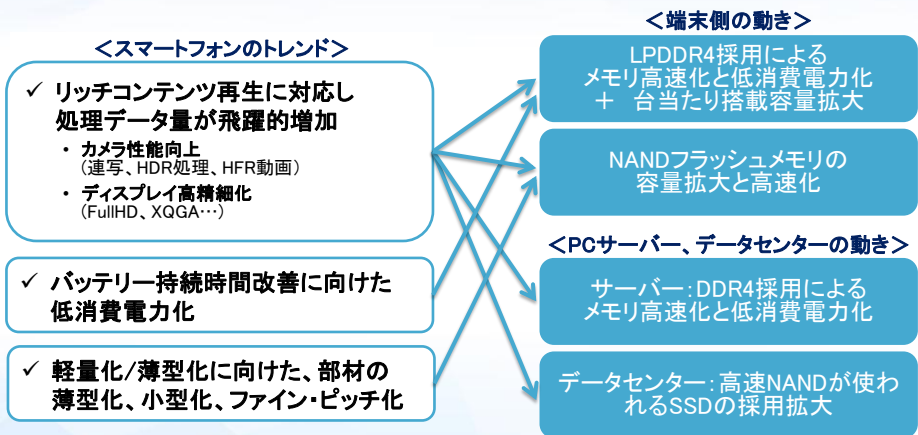 ＜スマートフォンのトレンド＞
✓ リッチコンテンツ再生に対応し
処理データ量が飛躍的増加
・ カメラ性能向上
（連写、HDR処理、HFR動画）
・ ディスプレイ高精細化
（FullHD、XQGA…）
✓ バッテリー持続時間改善に向けた
低消費電力化
✓ 軽量化/薄型化に向けた、部材の
薄型化、小型化、ファイン・ピッチ化
＜端末側の動き＞
LPDDR4採用による
メモリ高速化と低消費電力化
＋ 台当たり搭載容量拡大
NANDフラッシュメモリの
容量拡大と高速化
＜PCサーバー、データセンターの動き＞
サーバー：DDR4採用による
メモリ高速化と低消費電力化
データセンター：高速NANDが使わ
れるSSDの採用拡大